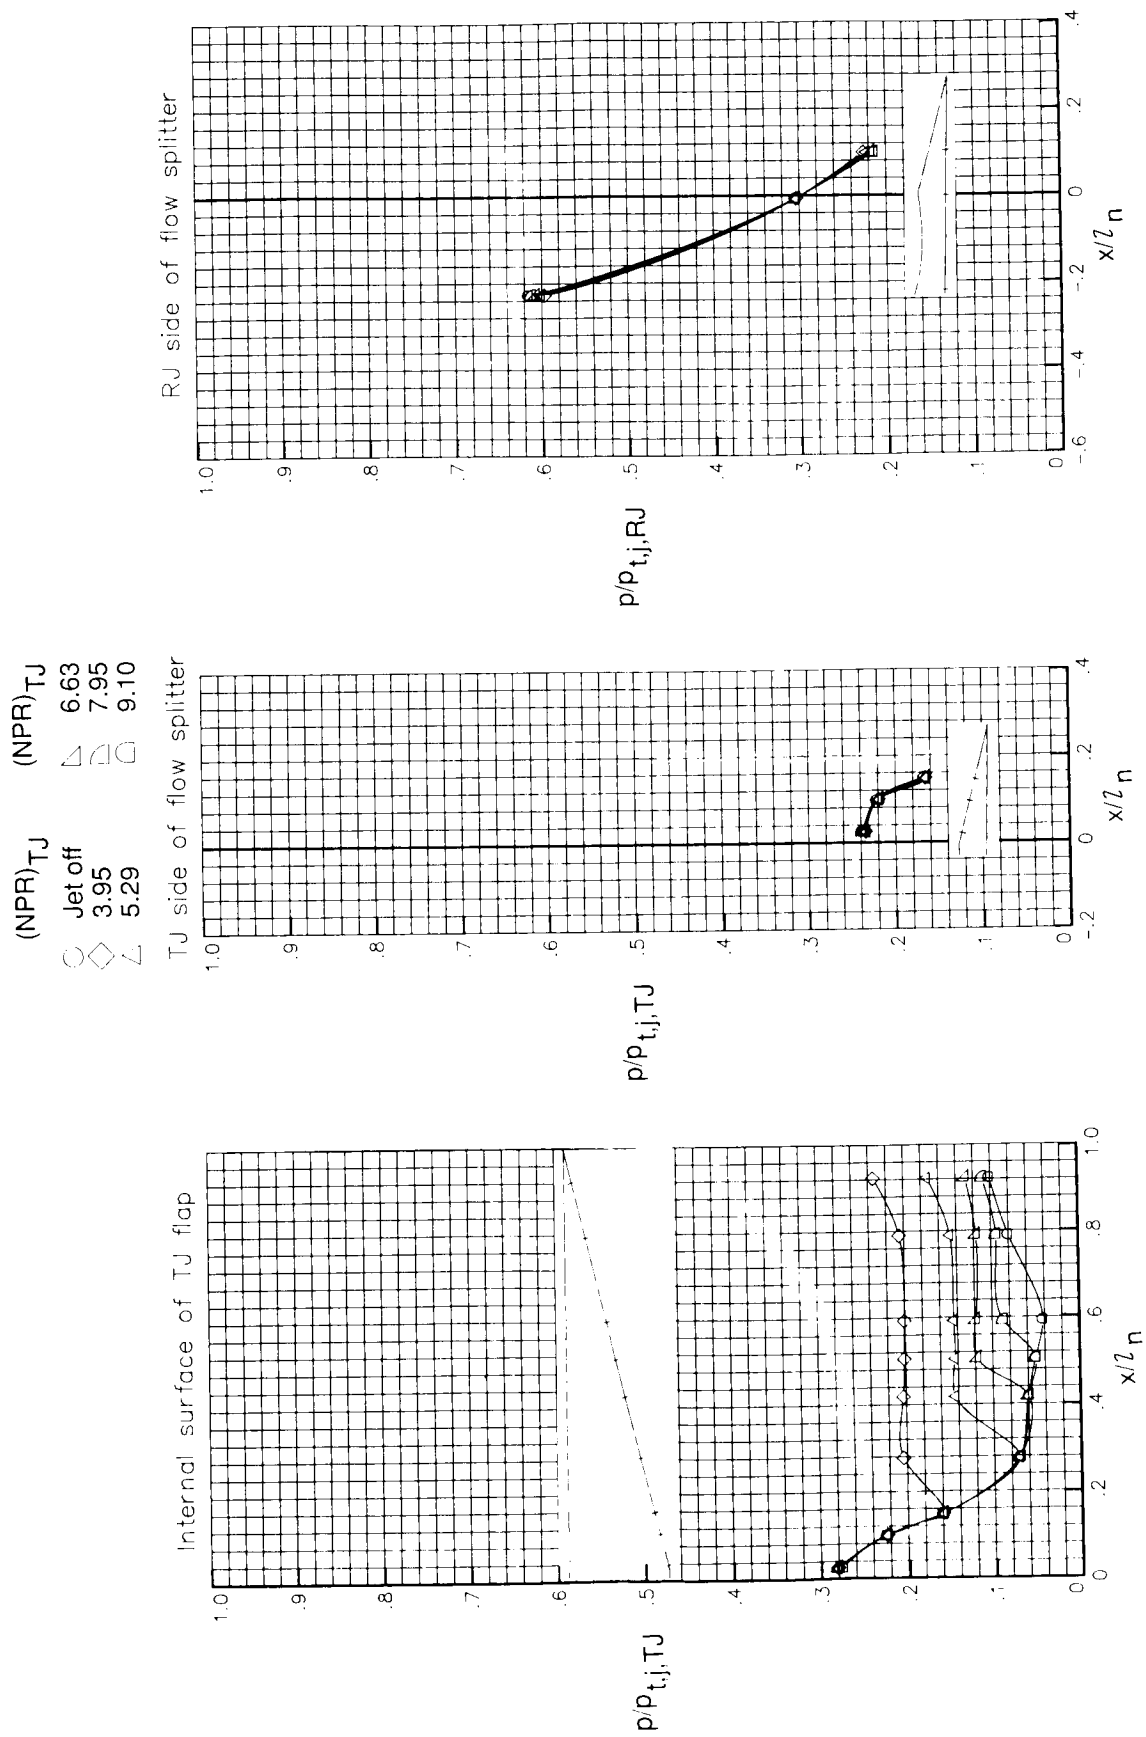 (NPR)TJ (NPR)TJ
Jet off 6.63
3.95 7.95
5.29 9.10
Internal surface of TJ flap
1.0
.9
.8
.7
.6
.5
.3
.2
.1
0
p/pt,j,TJ
0 .2 .4 .6 .8 1.0
x/ln
TJ side of flow splitter
1.0
.9
.8
.7
.6
.5
.4
.3
.2
.1
0
p/pt,j,TJ
-.2 0 .2 .4
x/ln
RJ side of flow splitter
1.0
.9
.8
.7
.6
.5
.4
.3
.2
.1
0
p/pt,j,RJ
-.6 -.4 -.2 0 .2 .4
x/ln